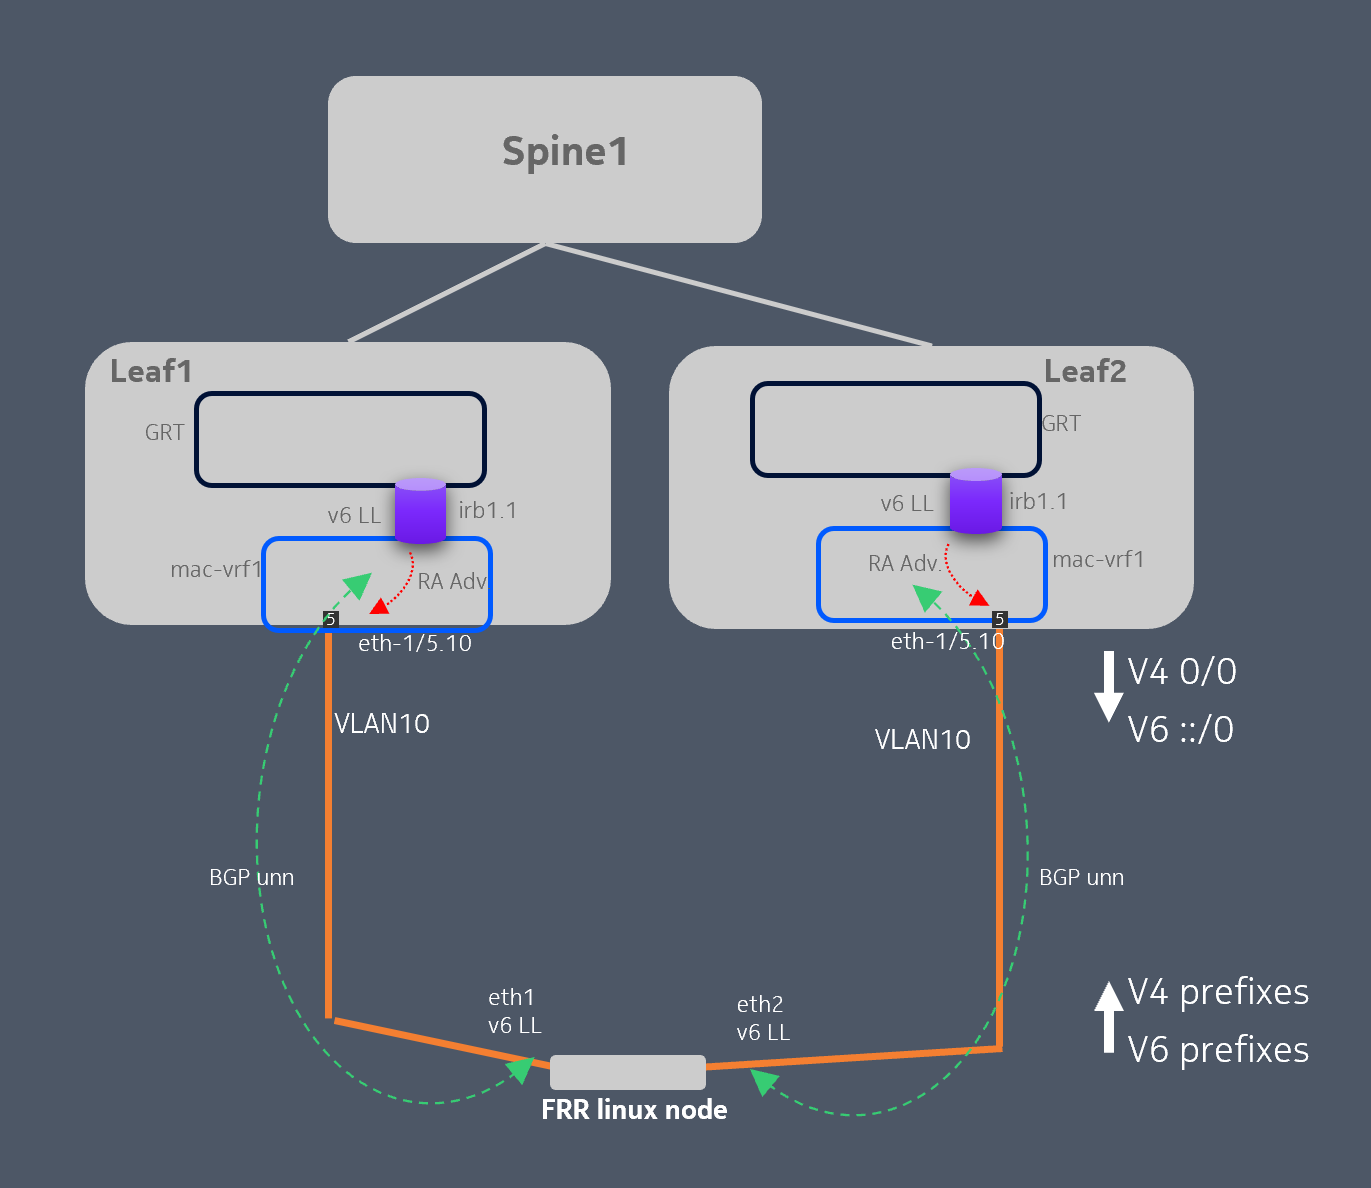 Spine1
Leaf1
GRT
v6 LL
irb1.1
mac-vrf1
RA Adv.
5
eth-1/5.10
VLAN10
BGP unn
Leaf2
GRT
v6 LL
irb1.1
RA Adv.
mac-vrf1
5
eth-1/5.10
VLAN10
BGP unn
V4 0/0
V6 ::/0
V4 prefixes
V6 prefixes
eth1
v6 LL
eth2
v6 LL
FRR linux node